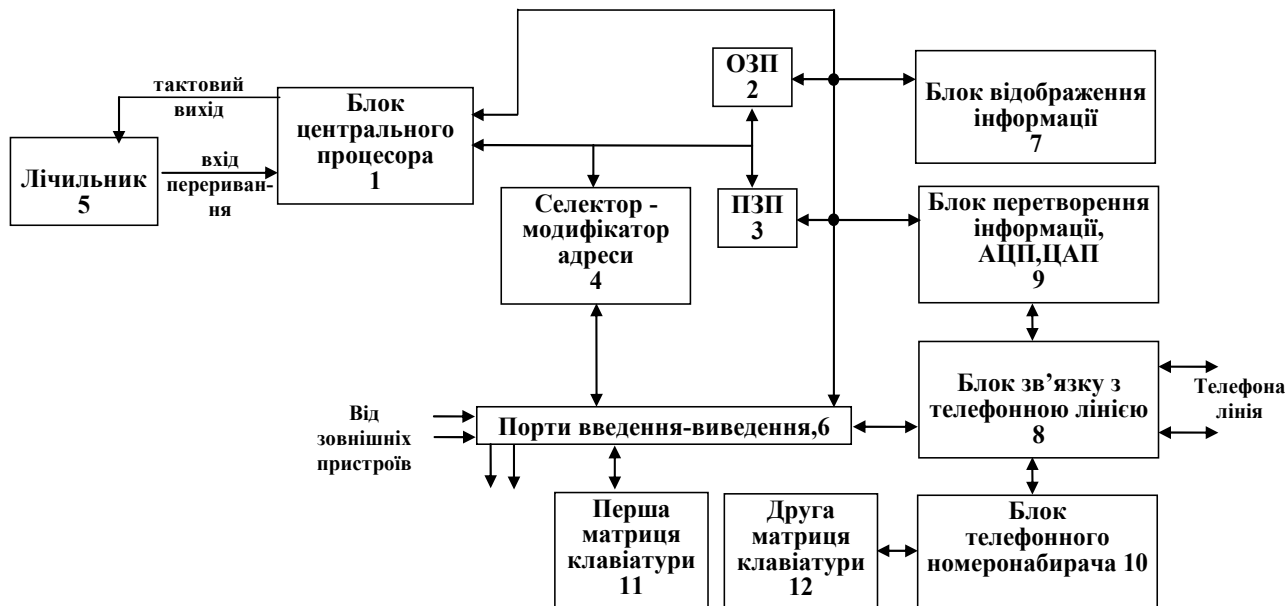 тактовий
вихід
Лічильник
5
вхід
перериван-
ня
Блок
центрального
процесора
1
ОЗП
2
ПЗП
3
Селектор -
модифікатор
адреси
4
Блок відображення
інформації
7
Блок перетворення
інформації,
АЦП,ЦАП
9
Блок зв’язку з
телефонною лінією
8
Телефона
лінія
Від
зовнішніх
пристроїв
Порти введення-виведення,6
Перша
матриця
клавіатури
11
Друга
матриця
клавіатури
12
Блок
телефонного
номеронабирача 10